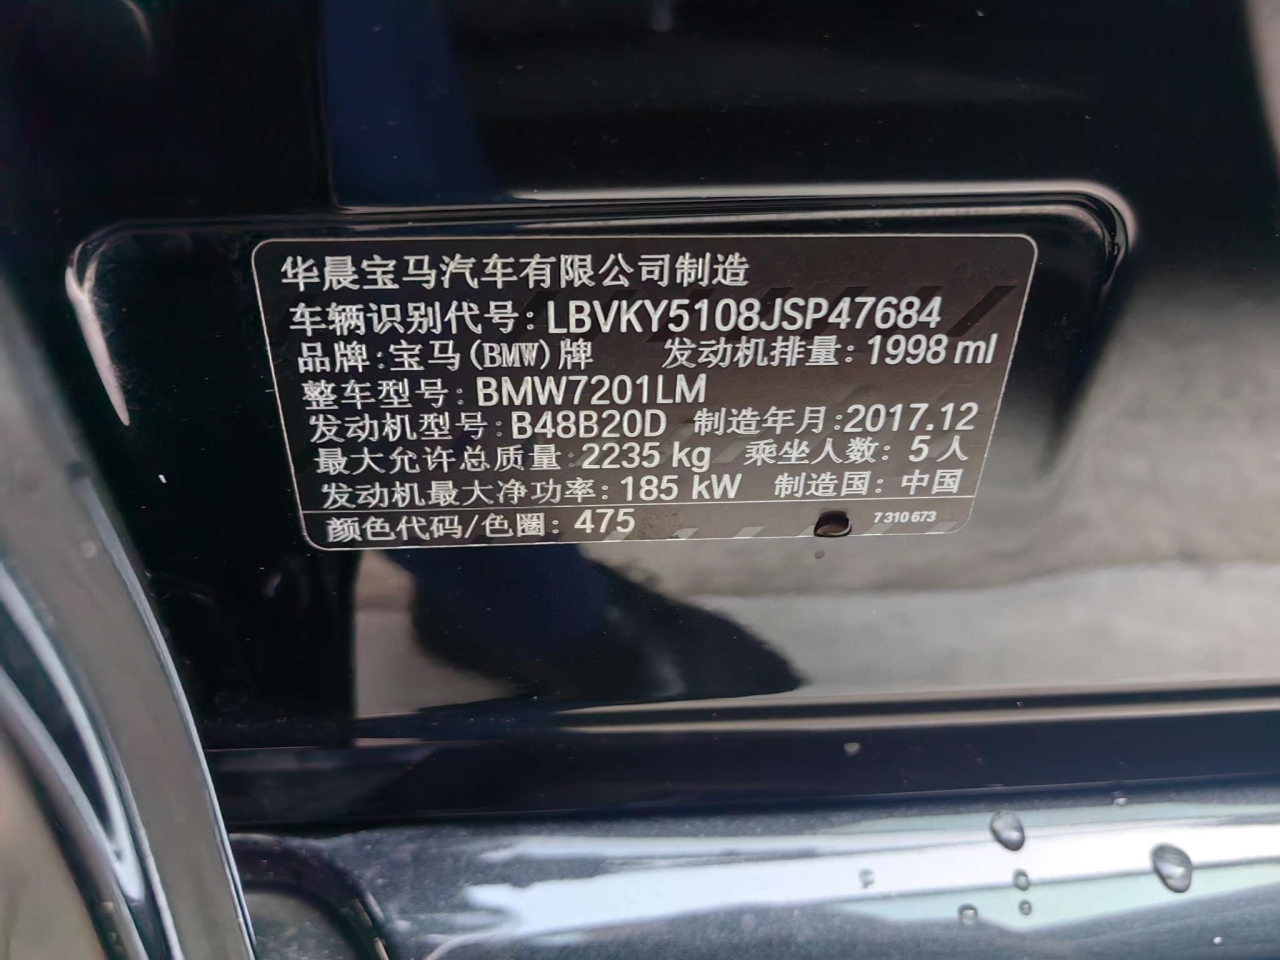 华晨宝马汽车有限公司制造
车辆识别代号: LBVKY5108JSP47684
品牌: 宝马(BMW)牌 发动机排量: 1998 ml
整车型号: BMW7201LM
发动机型号: B48B20D 制造年月: 2017.12
最大允许总质量: 2235 kg 乘坐人数: 5 人
发动机最大净功率: 185 kW 制造国: 中国
颜色代码/色圈: 475 7 310 673